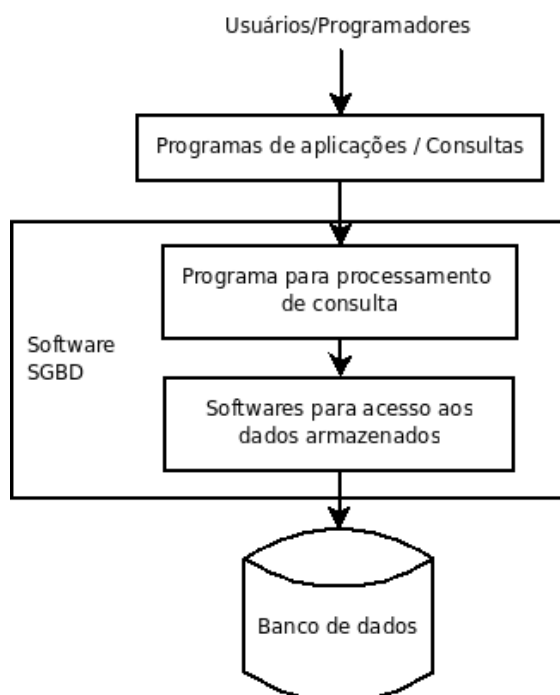 Usuários/Programadores
Programas de aplicações / Consultas
Programa para processamento
de consulta
Software
SGBD
Softwares para acesso aos
dados armazenados
Banco de dados